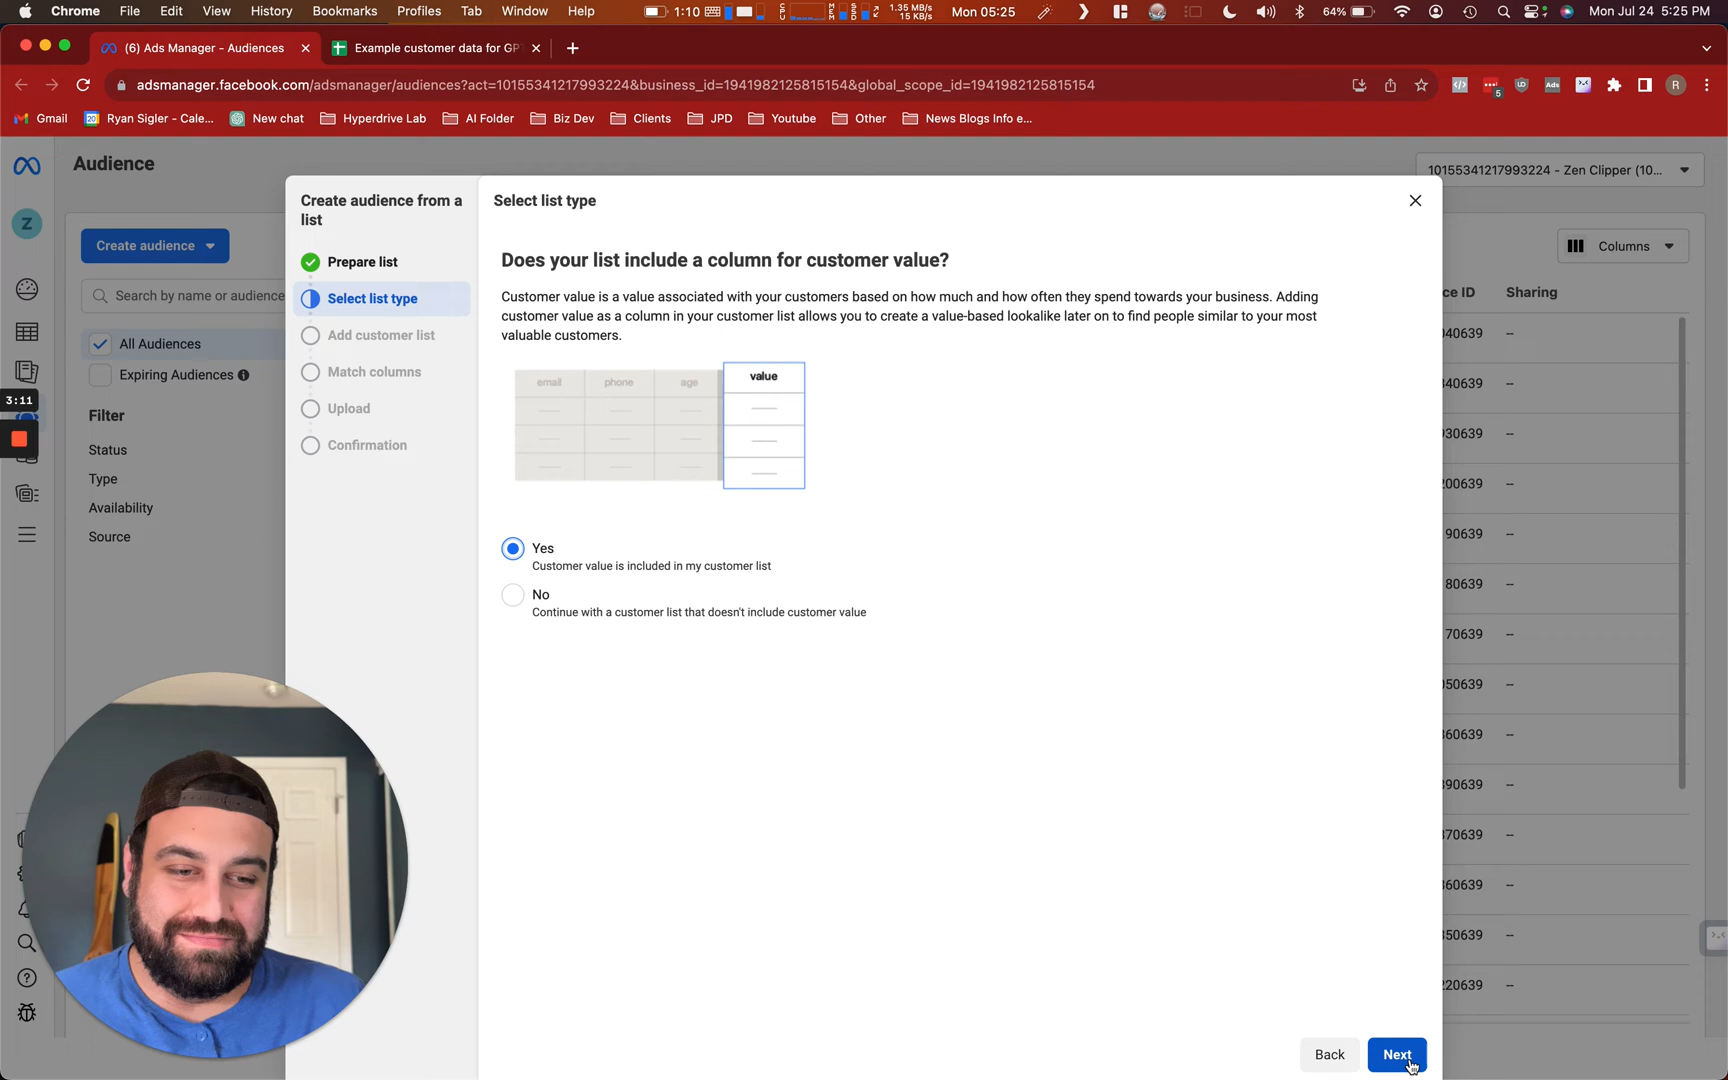 Chrome File Edit View History Bookmarks Profiles Tab Window Help 1:10 1.35 MB/s 15 KB/s Mon 05:25 64% Mon Jul 24 5:25 PM
(6) Ads Manager - Audiences
Example customer data for GP
adsmanager.facebook.com/adsmanager/audiences?act=10155341217993224&business_id=1941982125815154&global_scope_id=1941982125815154
Gmail Ryan Sigler - Cale... New chat Hyperdrive Lab AI Folder Biz Dev Clients JPD Youtube Other News Blogs Info e...
Audience
10155341217993224 - Zen Clipper (10...
Z
Create audience
Columns
Search by name or audience
ce ID Sharing
All Audiences
Expiring Audiences
Filter
Status
Type
Availability
Source
3:11
Create audience from a
list
Prepare list
Select list type
Add customer list
Match columns
Upload
Confirmation
Select list type
Does your list include a column for customer value?
Customer value is a value associated with your customers based on how much and how often they spend towards your business. Adding
customer value as a column in your customer list allows you to create a value-based lookalike later on to find people similar to your most
valuable customers.
email phone age value
Yes
Customer value is included in my customer list
No
Continue with a customer list that doesn't include customer value
Back Next
040639 --
340639 --
930639 --
200639 --
90639 --
80639 --
70639 --
050639 --
360639 --
390639 --
370639 --
360639 --
350639 --
220639 --